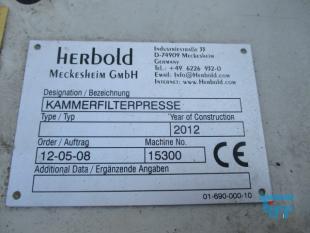 HERBOLD
MECKESHEIM GMBH
INDUSTRIESTRAßE 33
D-74909 MECKESHEIM
GERMANY
TEL.: +49 6226 932-0
EMAIL: INFO@HERBOLD.COM
INTERNET: WWW.HERBOLD.COM
Designation / Bezeichnung
KAMMERFILTERPRESSE
Type / Typ
Year of Construction
2012
Order / Auftrag
Machine No.
12-05-08
15300
CE
Additional Data / Ergänzende Angaben
01-690-000-10